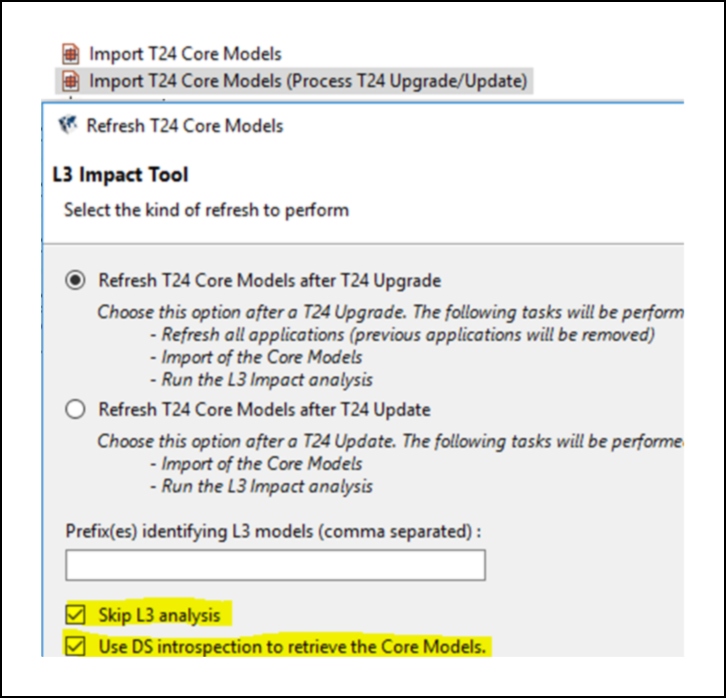 Import T24 Core Models
Import T24 Core Models (Process T24 Upgrade/Update)
Refresh T24 Core Models
L3 Impact Tool
Select the kind of refresh to perform
Refresh T24 Core Models after T24 Upgrade
Choose this option after a T24 Upgrade. The following tasks will be perform
- Refresh all applications (previous applications will be removed)
- Import of the Core Models
- Run the L3 Impact analysis
Refresh T24 Core Models after T24 Update
Choose this option after a T24 Update. The following tasks will be performe
- Import of the Core Models
- Run the L3 Impact analysis
Prefix(es) identifying L3 models (comma separated) :
Skip L3 analysis
Use DS introspection to retrieve the Core Models.